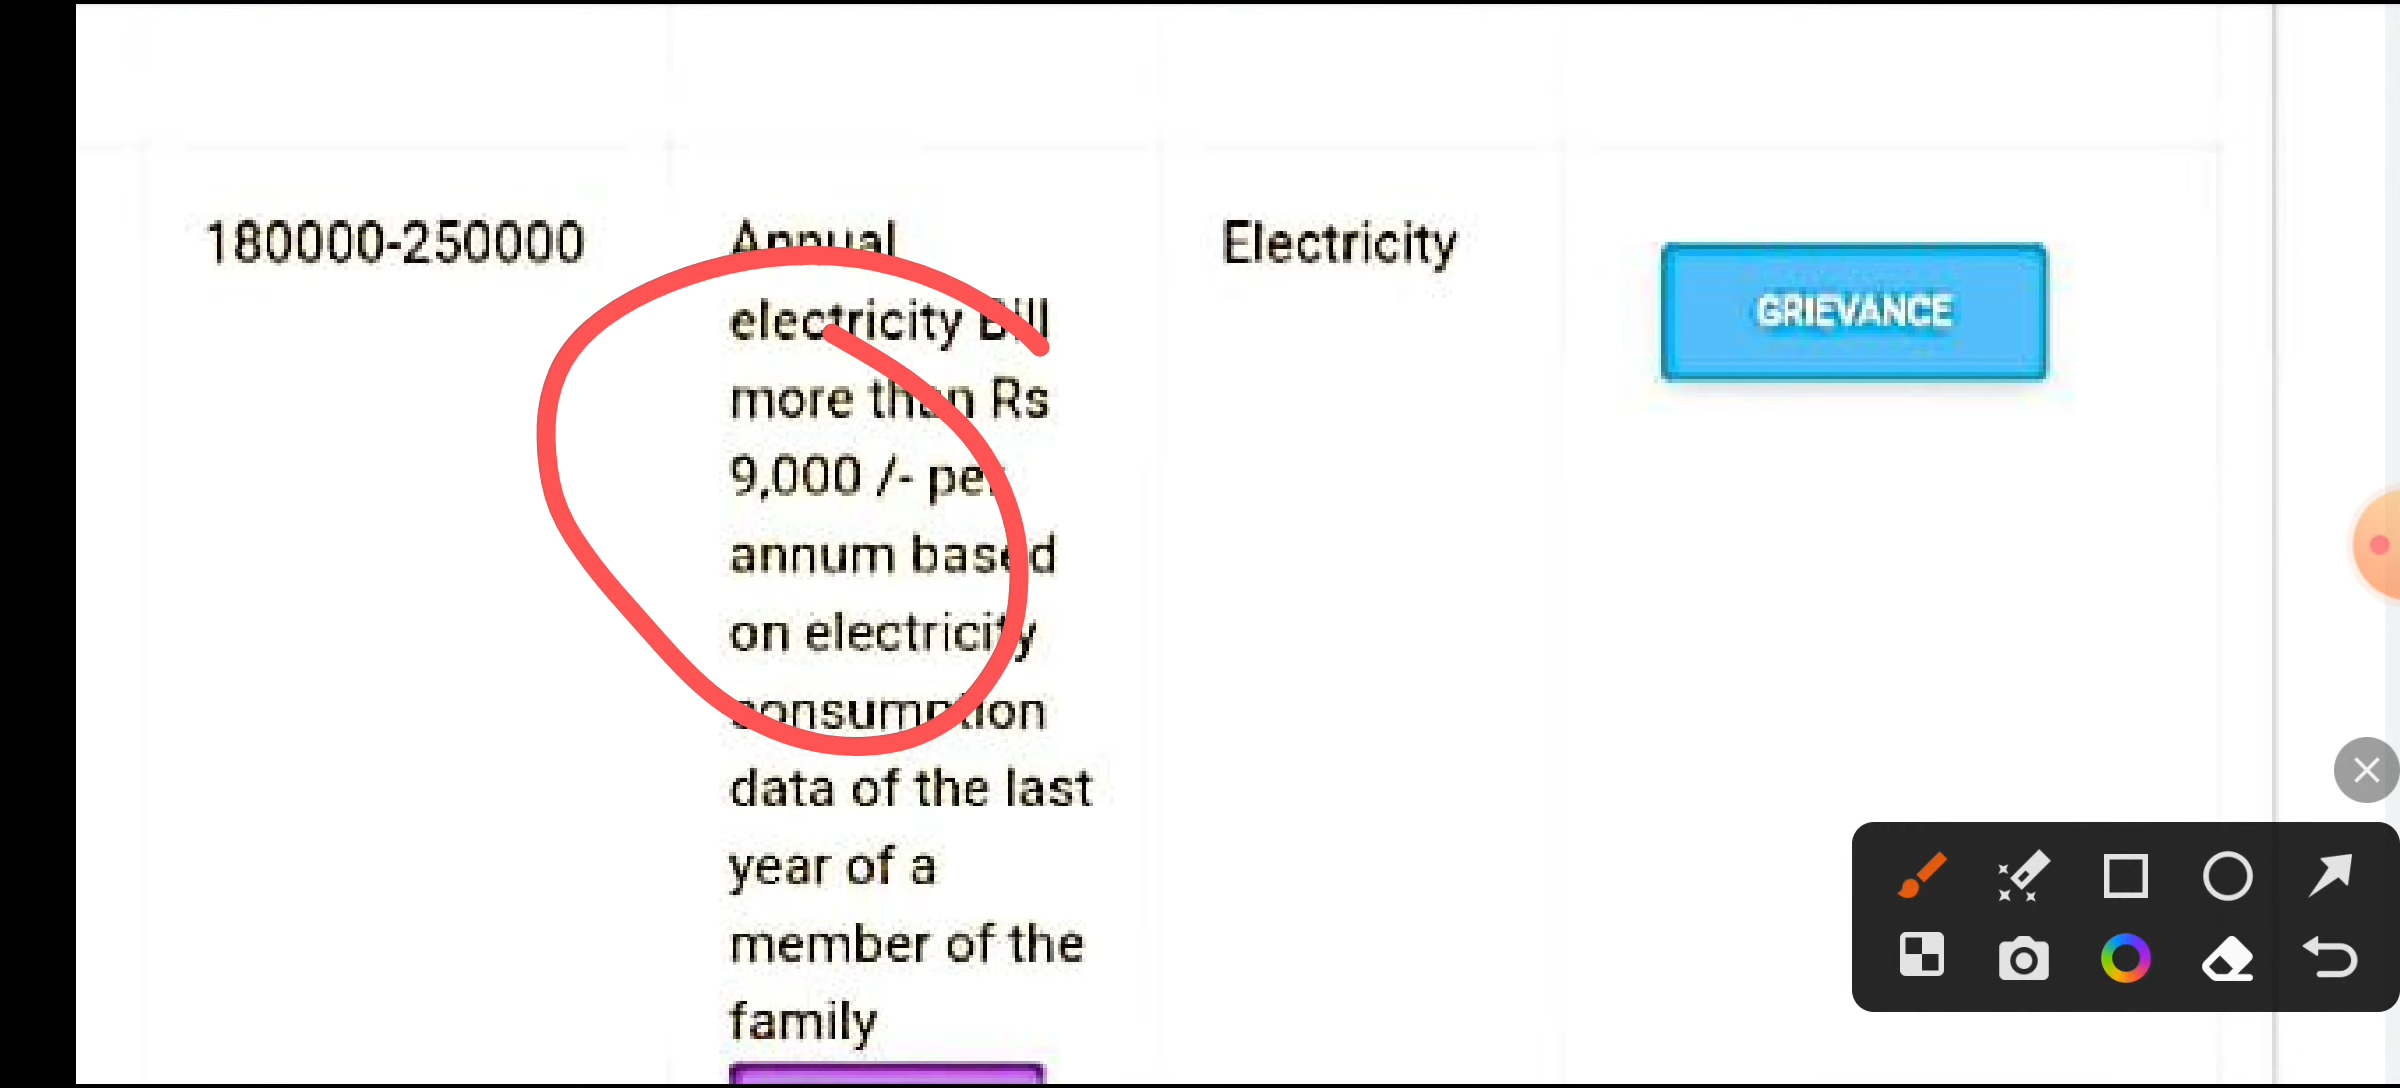 180000-250000
Annual
electricity Bill
more than Rs
9,000 /- per
annum based
on electricity
consumption
data of the last
year of a
member of the
family
Electricity
GRIEVANCE